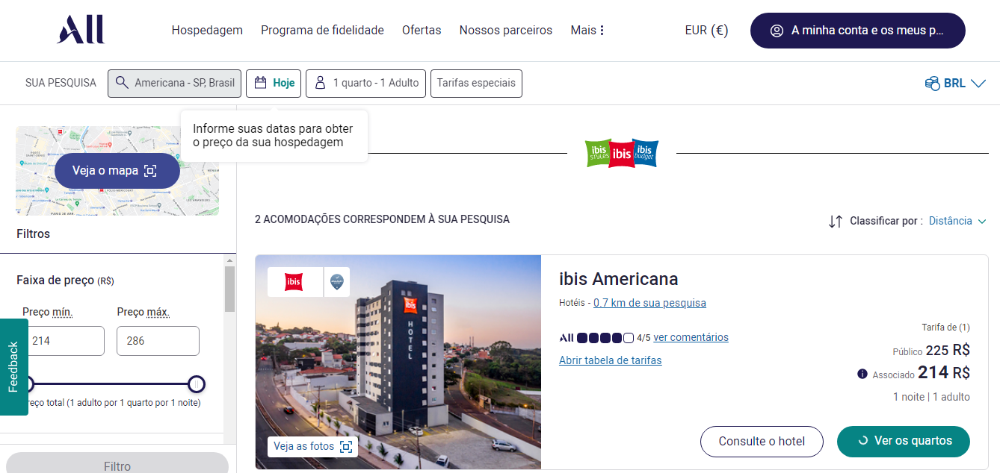 All
Hospedagem
Programa de fidelidade
Ofertas
Nossos parceiros
Mais
EUR (€)
A minha conta e os meus p...
SUA PESQUISA
Americana - SP, Brasil
Hoje
1 quarto - 1 Adulto
Tarifas especiais
BRL
Informe suas datas para obter
o preço da sua hospedagem
Veja o mapa
Filtros
Faixa de preço (R$)
Preço mín.
Preço máx.
214
286
reço total (1 adulto por 1 quarto por 1 noite)
Filtro
Feedback
ibis
STYLES
ibis
ibis
budget
2 ACOMODAÇÕES CORRESPONDEM À SUA PESQUISA
Classificar por :
Distância
ibis
ibis
HOTEL
Veja as fotos
ibis Americana
Hotéis - 0.7 km de sua pesquisa
All 4/5 ver comentários
Abrir tabela de tarifas
Tarifa de (1)
Público 225 R$
Associado 214 R$
1 noite | 1 adulto
Consulte o hotel
Ver os quartos